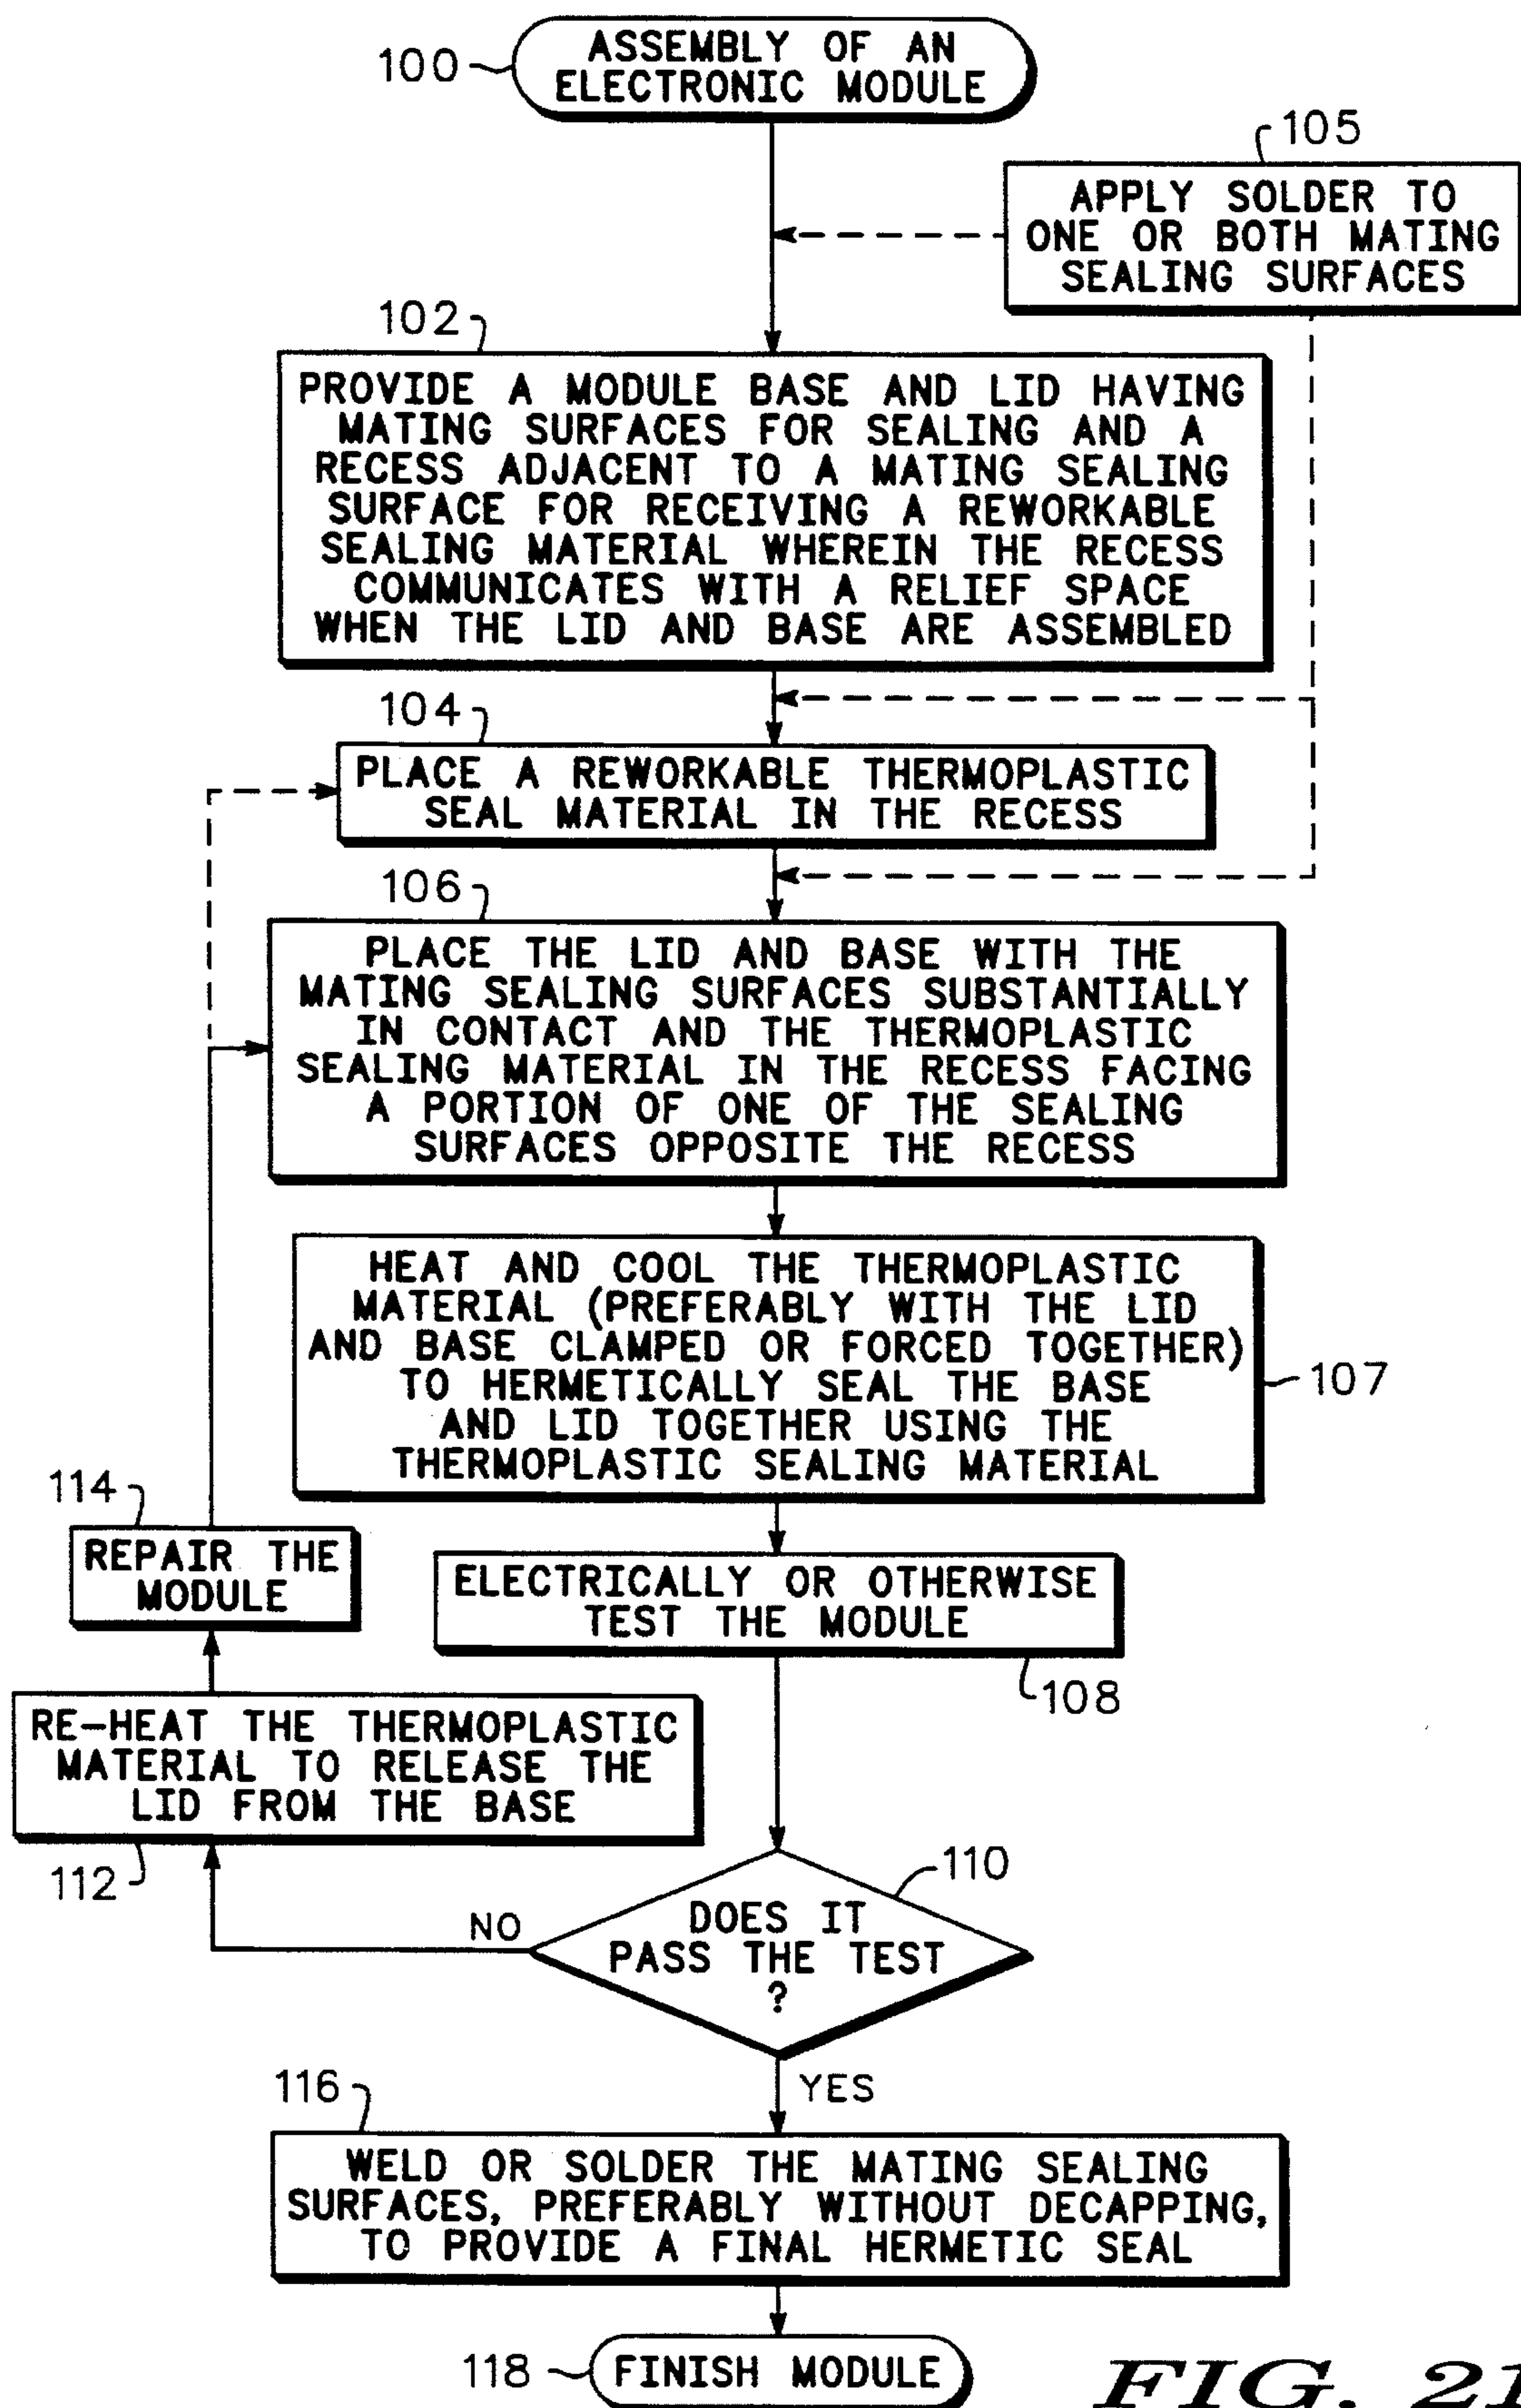 100
ASSEMBLY OF AN
ELECTRONIC MODULE
105
APPLY SOLDER TO
ONE OR BOTH MATING
SEALING SURFACES
102
PROVIDE A MODULE BASE AND LID HAVING
MATING SURFACES FOR SEALING AND A
RECESS ADJACENT TO A MATING SEALING
SURFACE FOR RECEIVING A REWORKABLE
SEALING MATERIAL WHEREIN THE RECESS
COMMUNICATES WITH A RELIEF SPACE
WHEN THE LID AND BASE ARE ASSEMBLED
104
PLACE A REWORKABLE THERMOPLASTIC
SEAL MATERIAL IN THE RECESS
106
PLACE THE LID AND BASE WITH THE
MATING SEALING SURFACES SUBSTANTIALLY
IN CONTACT AND THE THERMOPLASTIC
SEALING MATERIAL IN THE RECESS FACING
A PORTION OF ONE OF THE SEALING
SURFACES OPPOSITE THE RECESS
HEAT AND COOL THE THERMOPLASTIC
MATERIAL (PREFERABLY WITH THE LID
AND BASE CLAMPED OR FORCED TOGETHER)
TO HERMETICALLY SEAL THE BASE
AND LID TOGETHER USING THE
THERMOPLASTIC SEALING MATERIAL
107
114
REPAIR THE
MODULE
ELECTRICALLY OR OTHERWISE
TEST THE MODULE
108
RE-HEAT THE THERMOPLASTIC
MATERIAL TO RELEASE THE
LID FROM THE BASE
112
110
DOES IT
PASS THE TEST
?
NO
YES
116
WELD OR SOLDER THE MATING SEALING
SURFACES, PREFERABLY WITHOUT DECAPPING,
TO PROVIDE A FINAL HERMETIC SEAL
118
FINISH MODULE
FIG.